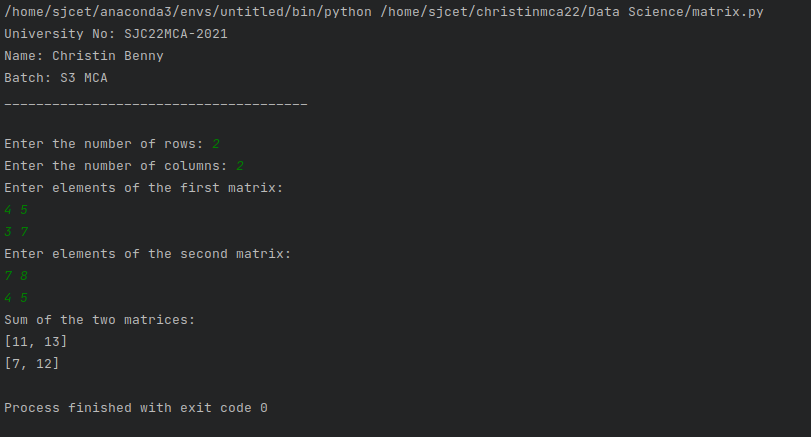 /home/sjcet/anaconda3/envs/untitled/bin/python /home/sjcet/christinmca22/Data Science/matrix.py
University No: SJC22MCA-2021
Name: Christin Benny
Batch: S3 MCA
______________________________________
Enter the number of rows: 2
Enter the number of columns: 2
Enter elements of the first matrix:
4 5
3 7
Enter elements of the second matrix:
7 8
4 5
Sum of the two matrices:
[11, 13]
[7, 12]
Process finished with exit code 0